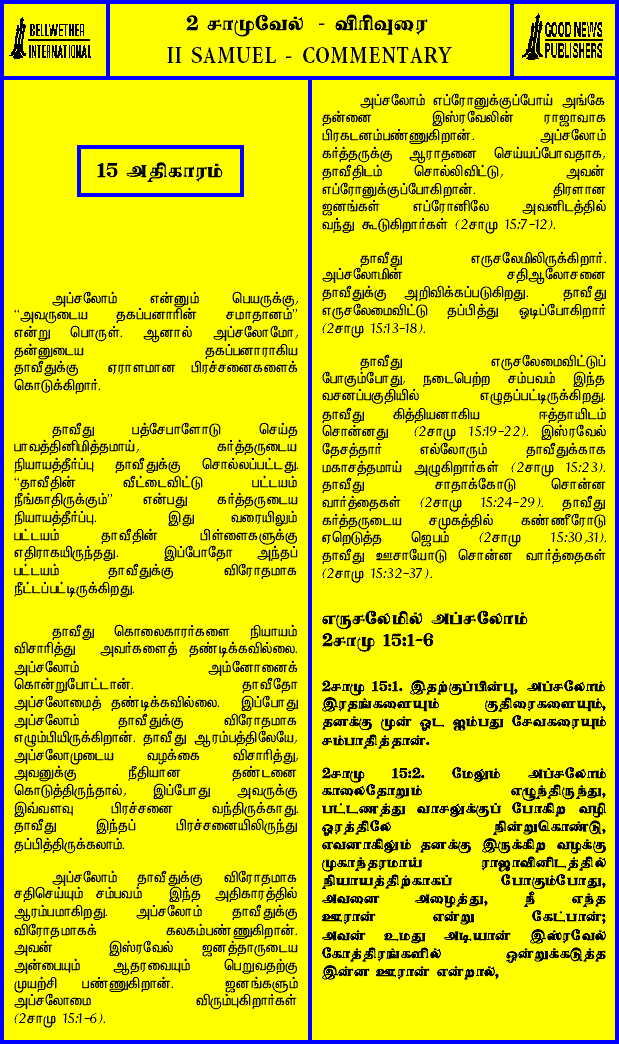 BELLWETHER
INTERNATIONAL
2 சாமுவேல் - விரிவுரை
II SAMUEL - COMMENTARY
GOOD NEWS
PUBLISHERS
15 அதிகாரம்
அப்சலோம் என்னும் பெயருக்கு,
“அவருடைய தகப்பனாரின் சமாதானம்”
என்று பொருள். ஆனால் அப்சலோமோ,
தன்னுடைய தகப்பனாராகிய
தாவீதுக்கு ஏராளமான பிரச்சனைகளைக்
கொடுக்கிறார்.
தாவீது பத்சேபாளோடு செய்த
பாவத்தினிமித்தமாய், கர்த்தருடைய
நியாயத்தீர்ப்பு தாவீதுக்கு சொல்லப்பட்டது.
“தாவீதின் வீட்டைவிட்டு பட்டயம்
நீங்காதிருக்கும்” என்பது கர்த்தருடைய
நியாயத்தீர்ப்பு. இது வரையிலும்
பட்டயம் தாவீதின் பிள்ளைகளுக்கு
எதிராகயிருந்தது. இப்போதோ அந்தப்
பட்டயம் தாவீதுக்கு விரோதமாக
நீட்டப்பட்டிருக்கிறது.
தாவீது கொலைகாரர்களை நியாயம்
விசாரித்து அவர்களைத் தண்டிக்கவில்லை.
அப்சலோம் அம்னோனைக்
கொன்றுபோட்டான். தாவீதோ
அப்சலோமைத் தண்டிக்கவில்லை. இப்போது
அப்சலோம் தாவீதுக்கு விரோதமாக
எழும்பியிருக்கிறான். தாவீது ஆரம்பத்திலேயே,
அப்சலோமுடைய வழக்கை விசாரித்து,
அவனுக்கு நீதியான தண்டனை
கொடுத்திருந்தால், இப்போது அவருக்கு
இவ்வளவு பிரச்சனை வந்திருக்காது.
தாவீது இந்தப் பிரச்சனையிலிருந்து
தப்பித்திருக்கலாம்.
அப்சலோம் தாவீதுக்கு விரோதமாக
சதிசெய்யும் சம்பவம் இந்த அதிகாரத்தில்
ஆரம்பமாகிறது. அப்சலோம் தாவீதுக்கு
விரோதமாகக் கலகம்பண்ணுகிறான்.
அவன் இஸ்ரவேல் ஜனத்தாருடைய
அன்பையும் ஆதரவையும் பெறுவதற்கு
முயற்சி பண்ணுகிறான். ஜனங்களும்
அப்சலோமை விரும்புகிறார்கள்
(2சாமு 15:1-6).
அப்சலோம் எப்ரோனுக்குப்போய் அங்கே
தன்னை இஸ்ரவேலின் ராஜாவாக
பிரகடனம்பண்ணுகிறான். அப்சலோம்
கர்த்தருக்கு ஆராதனை செய்யப்போவதாக,
தாவீதிடம் சொல்லிவிட்டு, அவன்
எப்ரோனுக்குப்போகிறான். திரளான
ஜனங்கள் எப்ரோனிலே அவனிடத்தில்
வந்து கூடுகிறார்கள் (2சாமு 15:7-12).
தாவீது எருசலேமிலிருக்கிறார்.
அப்சலோமின் சதிஆலோசனை
தாவீதுக்கு அறிவிக்கப்படுகிறது. தாவீது
எருசலேமைவிட்டு தப்பித்து ஓடிப்போகிறார்
(2சாமு 15:13-18).
தாவீது எருசலேமைவிட்டுப்
போகும்போது, நடைபெற்ற சம்பவம் இந்த
வசனப்பகுதியில் எழுதப்பட்டிருக்கிறது.
தாவீது கித்தியனாகிய ஈத்தாயிடம்
சொன்னது (2சாமு 15:19-22). இஸ்ரவேல்
தேசத்தார் எல்லோரும் தாவீதுக்காக
மகாசத்தமாய் அழுகிறார்கள் (2சாமு 15:23).
தாவீது சாதாக்கோடு சொன்ன
வார்த்தைகள் (2சாமு 15:24-29). தாவீது
கர்த்தருடைய சமுகத்தில் கண்ணீரோடு
ஏறெடுத்த ஜெபம் (2சாமு 15:30,31).
தாவீது ஊசாயோடு சொன்ன வார்த்தைகள்
(2சாமு 15:32-37).
எருசலேமில் அப்சலோம்
2சாமு 15:1-6
2சாமு 15:1. இதற்குப்பின்பு, அப்சலோம்
இரதங்களையும் குதிரைகளையும்,
தனக்கு முன் ஓட ஐம்பது சேவகரையும்
சம்பாதித்தான்.
2சாமு 15:2. மேலும் அப்சலோம்
காலைதோறும் எழுந்திருந்து,
பட்டணத்து வாசலுக்குப் போகிற வழி
ஓரத்திலே நின்றுகொண்டு,
எவனாகிலும் தனக்கு இருக்கிற வழக்கு
முகாந்தரமாய் ராஜாவினிடத்தில்
நியாயத்திற்காகப் போகும்போது,
அவனை அழைத்து, நீ எந்த
ஊரான் என்று கேட்பான்;
அவன் உமது அடியான் இஸ்ரவேல்
கோத்திரங்களில் ஒன்றுக்கடுத்த
இன்ன ஊரான் என்றால்,